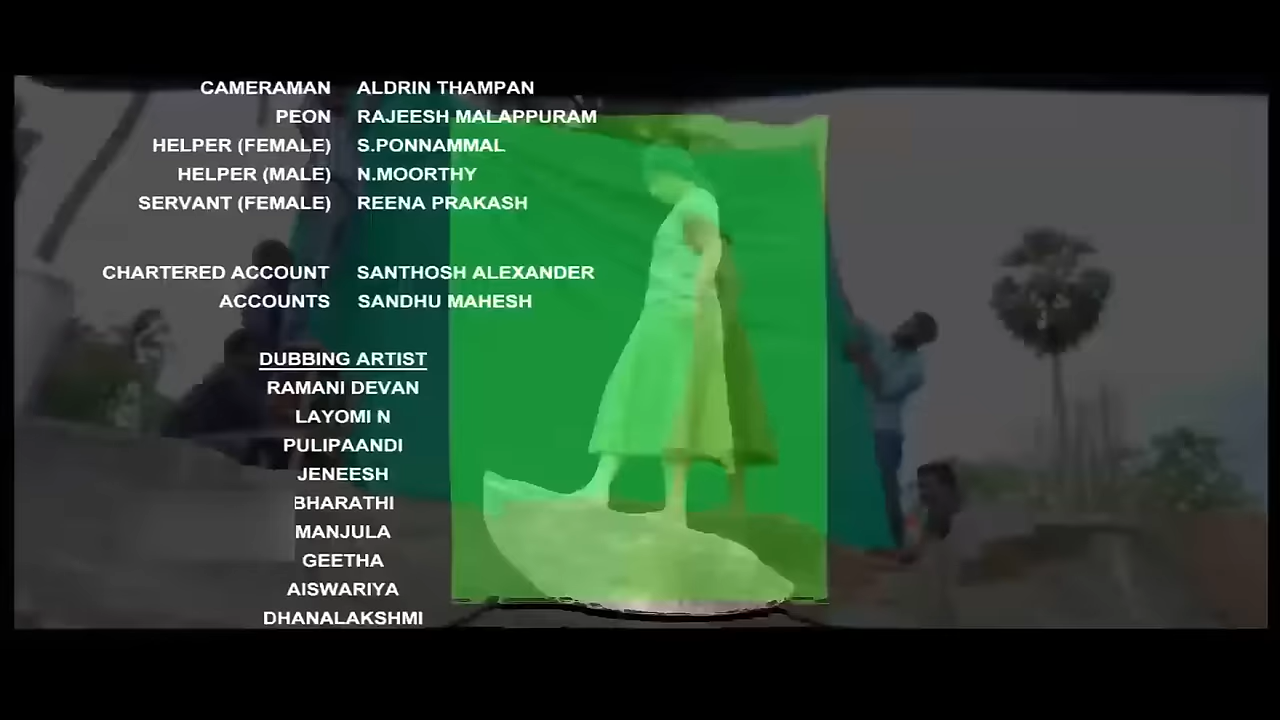 CAMERAMAN ALDRIN THAMPAN
PEON RAJEESH MALAPPURAM
HELPER (FEMALE) S.PONNAMMAL
HELPER (MALE) N.MOORTHY
SERVANT (FEMALE) REENA PRAKASH
CHARTERED ACCOUNT SANTHOSH ALEXANDER
ACCOUNTS SANDHU MAHESH
DUBBING ARTIST
RAMANI DEVAN
LAYOMI N
PULIPAANDI
JENEESH
BHARATHI
MANJULA
GEETHA
AISWARIYA
DHANALAKSHMI